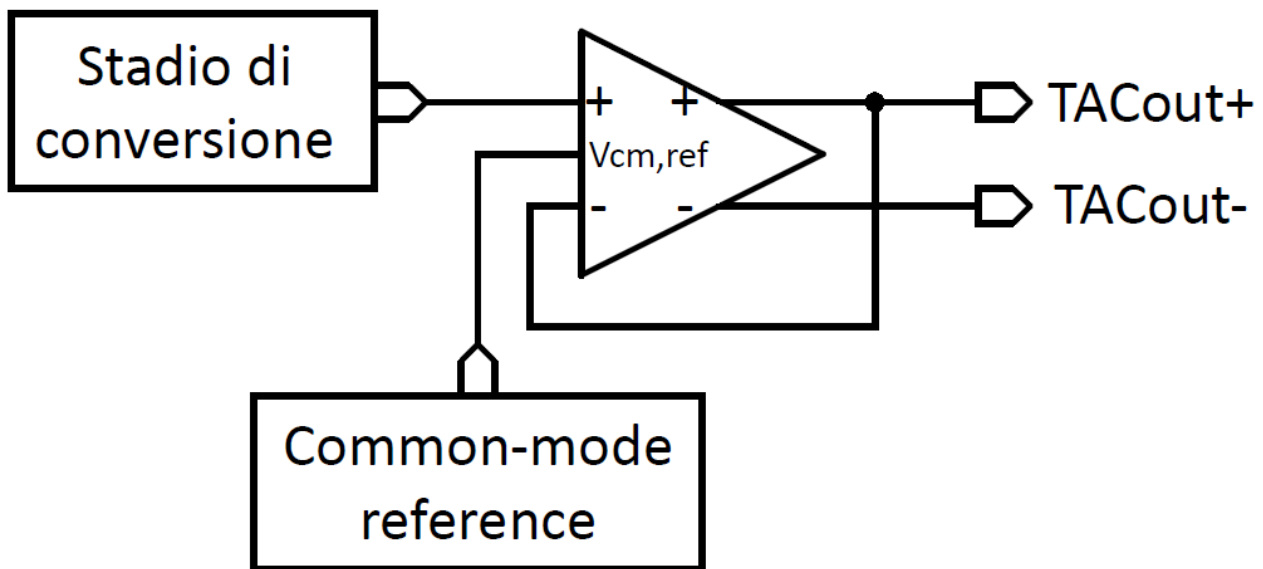 Stadio di
conversione
+ +
Vcm,ref
- -
TACout+
TACout-
Common-mode
reference